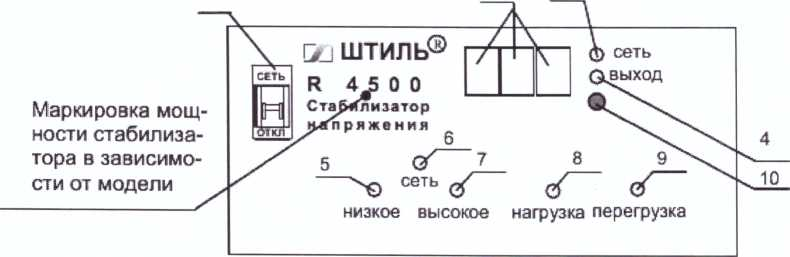 ШТИЛЬ®
R 4500
Стабилизатор
напряжения
СЕТЬ
ОТКЛ
сеть
выход
Маркировка мощ-
ности стабилиза-
тора в зависимо-
сти от модели
4
10
5
6
7
8
9
сеть
низкое
высокое
нагрузка
перегрузка